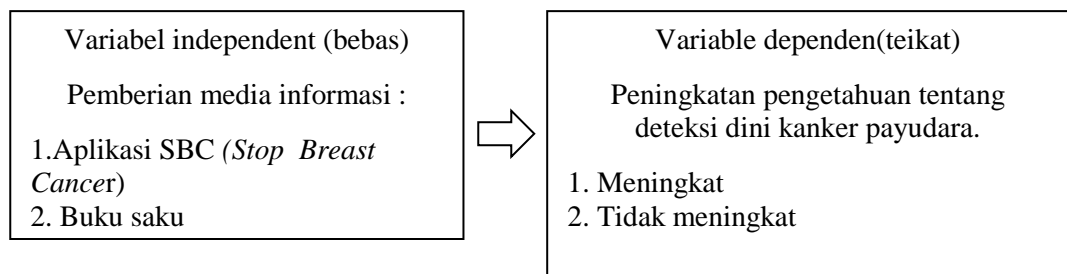 Variabel independent (bebas)
Pemberian media informasi :
1.Aplikasi SBC (Stop Breast
Cancer)
2. Buku saku
Variable dependen(teikat)
Peningkatan pengetahuan tentang
deteksi dini kanker payudara.
1. Meningkat
2. Tidak meningkat